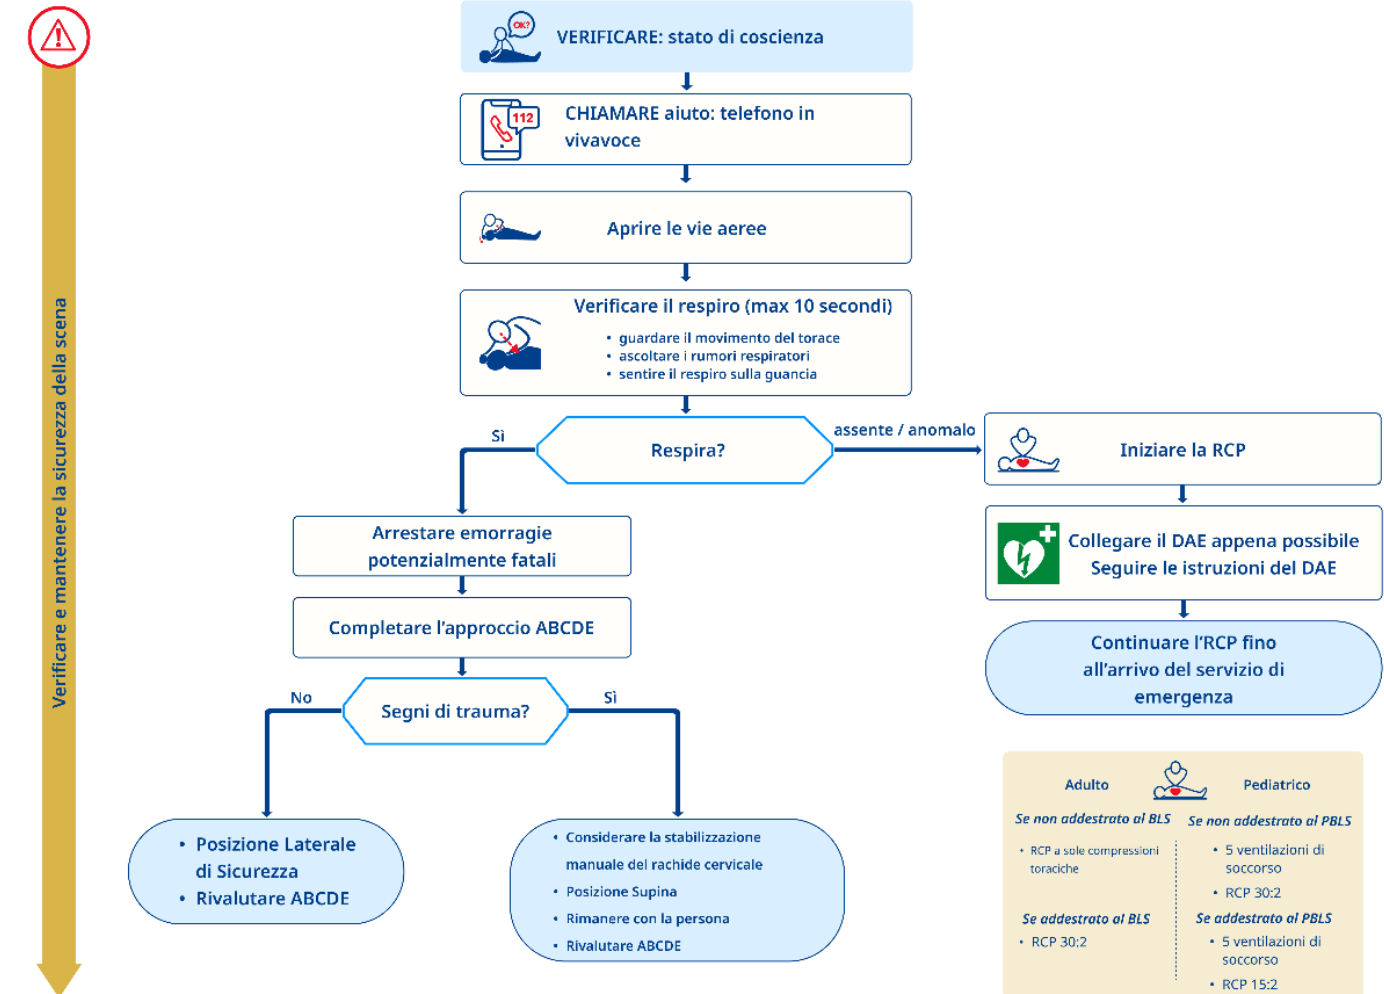 OK?
VERIFICARE: stato di coscienza
112
CHIAMARE aiuto: telefono in
vivavoce
Aprire le vie aeree
Verificare il respiro (max 10 secondi)
• guardare il movimento del torace
• ascoltare i rumori respiratori
• sentire il respiro sulla guancia
Verificare e mantenere la sicurezza della scena
Respira?
Sì
assente / anomalo
Iniziare la RCP
Collegare il DAE appena possibile
Seguire le istruzioni del DAE
Continuare l’RCP fino
all’arrivo del servizio di
emergenza
Arrestare emorragie
potenzialmente fatali
Completare l’approccio ABCDE
Segni di trauma?
No
Sì
• Posizione Laterale
di Sicurezza
• Rivalutare ABCDE
• Considerare la stabilizzazione
manuale del rachide cervicale
• Posizione Supina
• Rimanere con la persona
• Rivalutare ABCDE
Adulto
Se non addestrato al BLS
• RCP a sole compressioni
toraciche
Se addestrato al BLS
• RCP 30:2
Pediatrico
Se non addestrato al PBLS
• 5 ventilazioni di
soccorso
• RCP 30:2
Se addestrato al PBLS
• 5 ventilazioni di
soccorso
• RCP 15:2